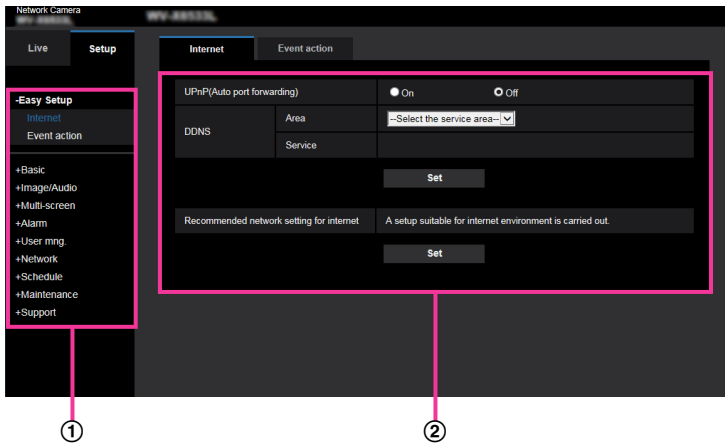 Network Camera
WV-X6533L
Live Setup
Internet Event action
-Easy Setup
Internet
Event action
+Basic
+Image/Audio
+Multi-screen
+Alarm
+User mng.
+Network
+Schedule
+Maintenance
+Support
UPnP(Auto port forwarding) On Off
DDNS
Area --Select the service area--
Service
Set
Recommended network setting for internet A setup suitable for internet environment is carried out.
Set
① ②